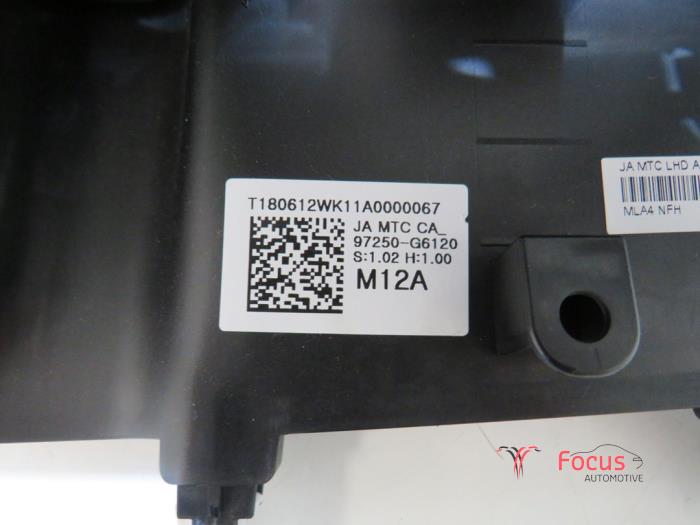 T180612WK11A0000067
JA MTC CA_
97250-G6120
S:1.02 H:1.00
M12A
JA MTC LHD A
MLA4 NFH
Focus
AUTOMOTIVE